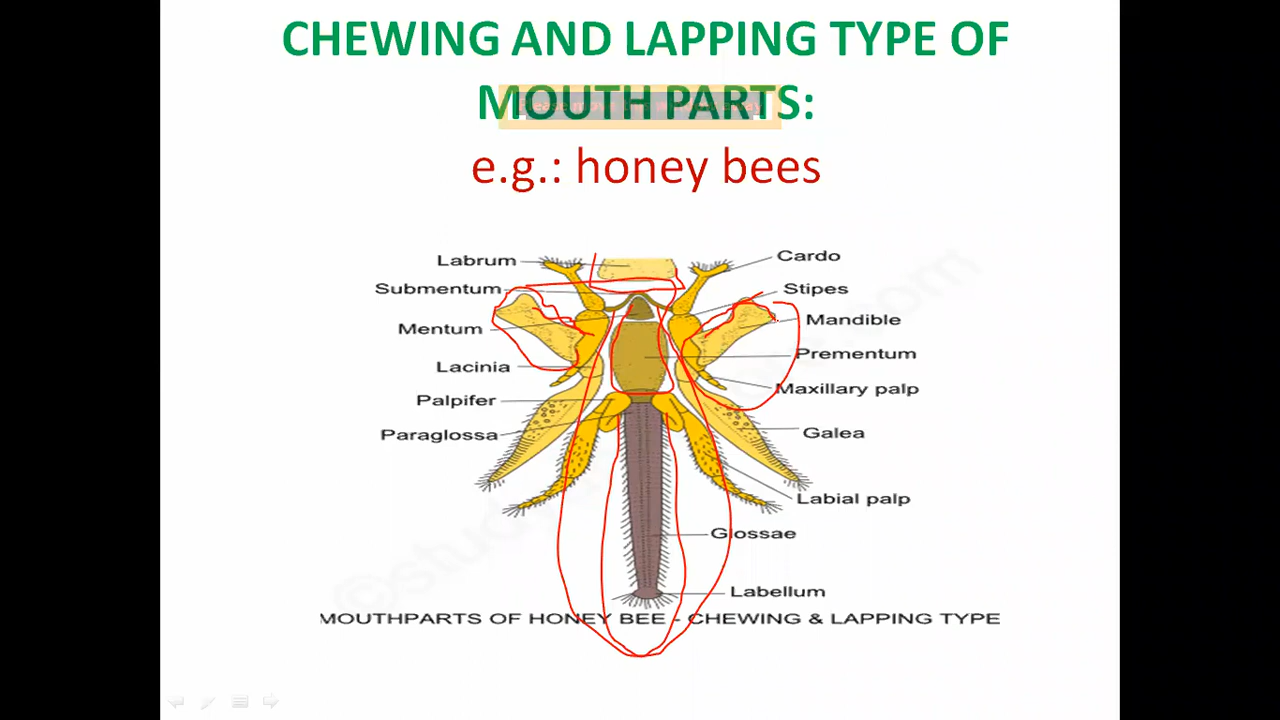 CHEWING AND LAPPING TYPE OF
MOUTH PARTS:
e.g.: honey bees
Labrum
Cardo
Submentum
Stipes
Mentum
Mandible
Prementum
Lacinia
Maxillary palp
Palpifer
Paraglossa
Galea
Labial palp
Glossae
Labellum
MOUTHPARTS OF HONEY BEE - CHEWING & LAPPING TYPE